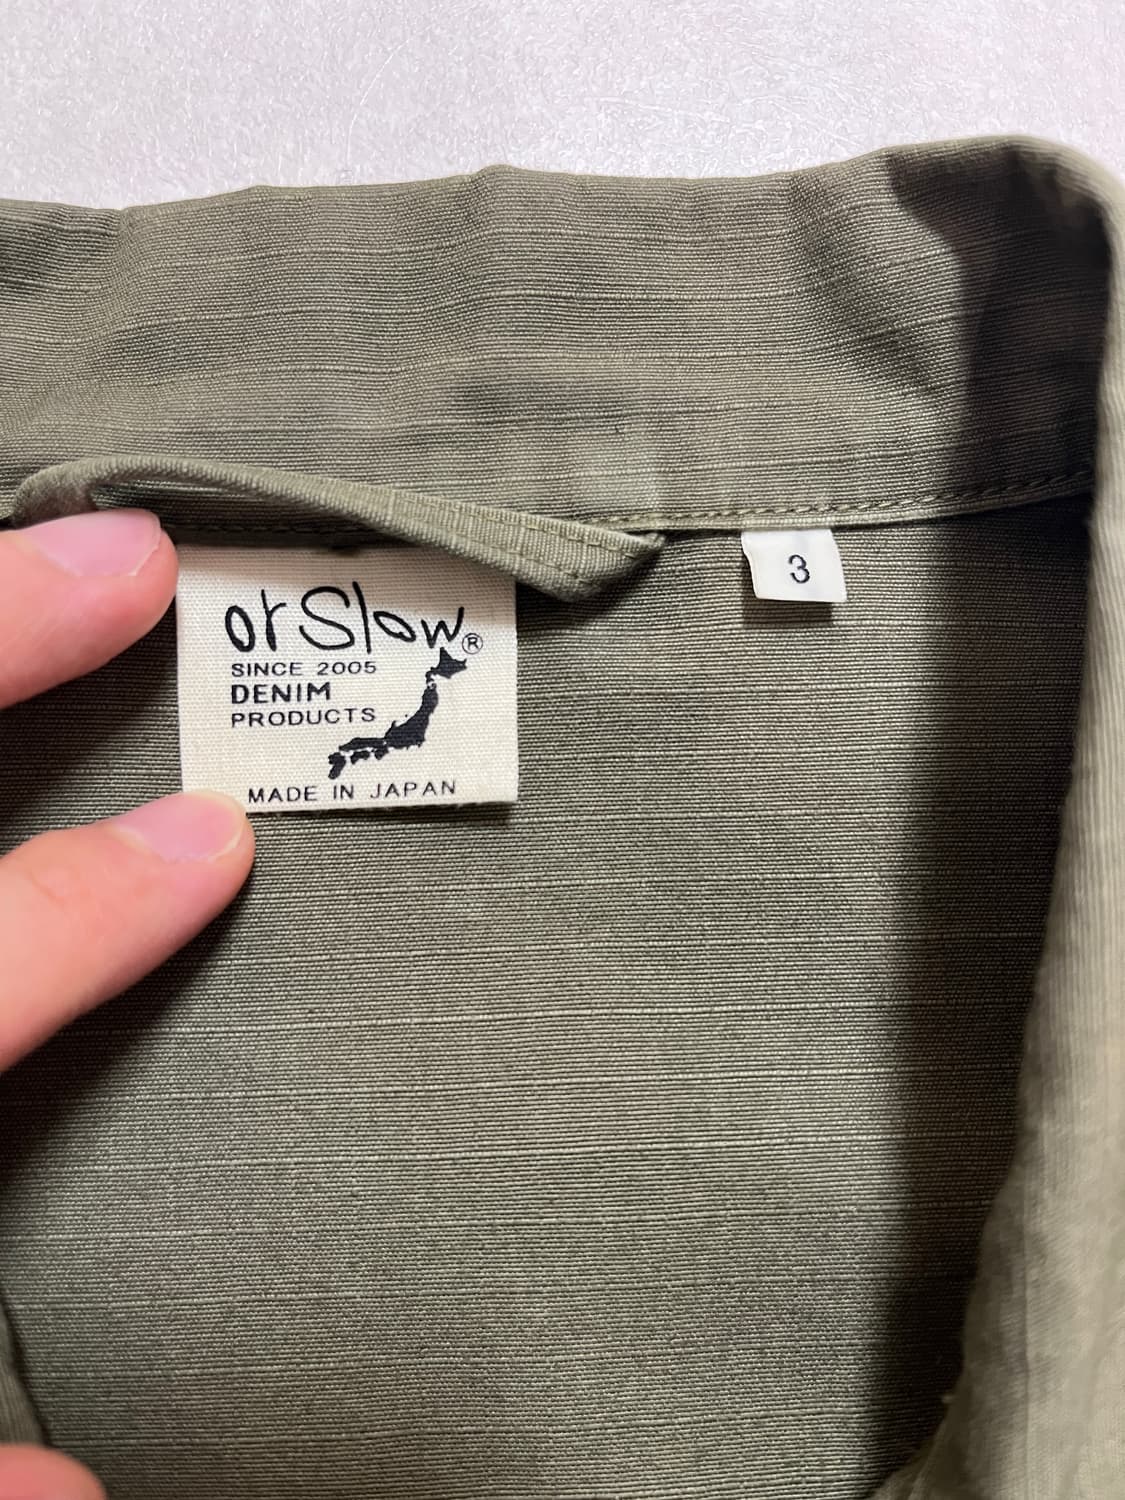 orSlow®
SINCE 2005
DENIM
PRODUCTS
MADE IN JAPAN
3